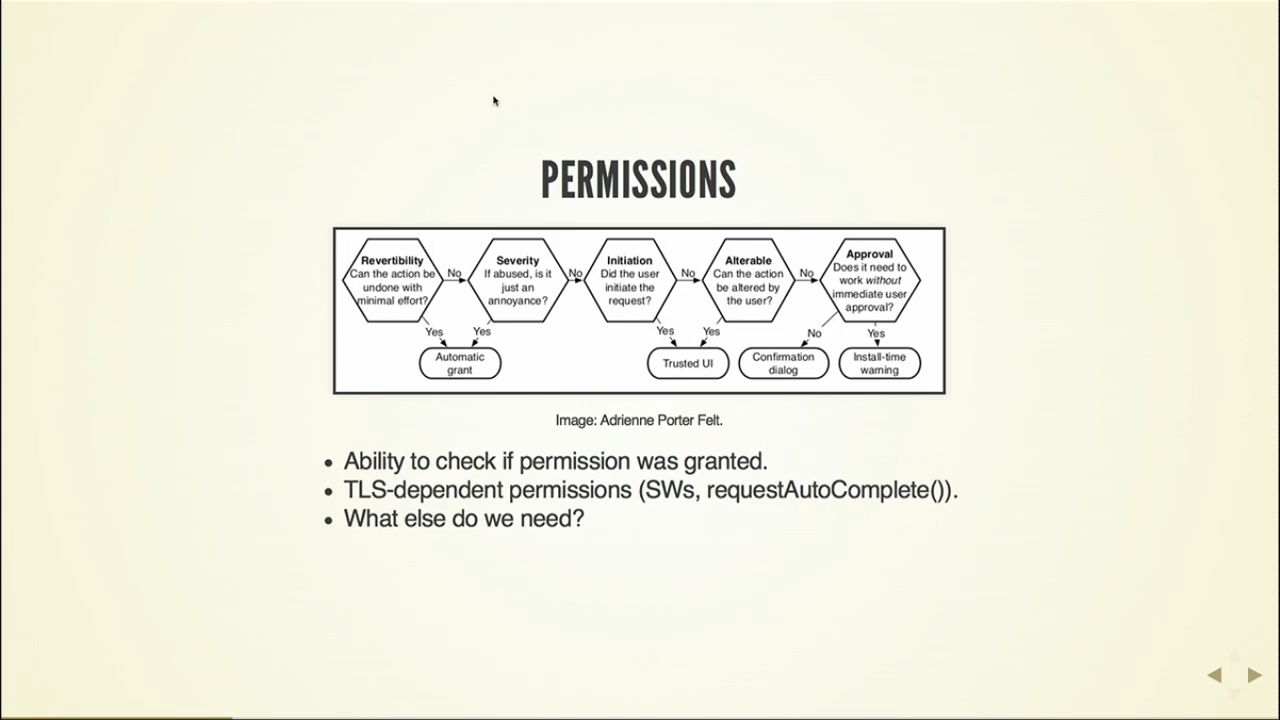 PERMISSIONS
Revertibility
Can the action be
undone with
minimal effort?
No
Severity
If abused, is it
just an
annoyance?
No
Initiation
Did the user
initiate the
request?
No
Alterable
Can the action
be altered by
the user?
No
Approval
Does it need to
work without
immediate user
approval?
Yes
Yes
Yes
Yes
No
Yes
Automatic
grant
Trusted UI
Confirmation
dialog
Install-time
warning
Image: Adrienne Porter Felt.
• Ability to check if permission was granted.
• TLS-dependent permissions (SWs, requestAutoComplete()).
• What else do we need?